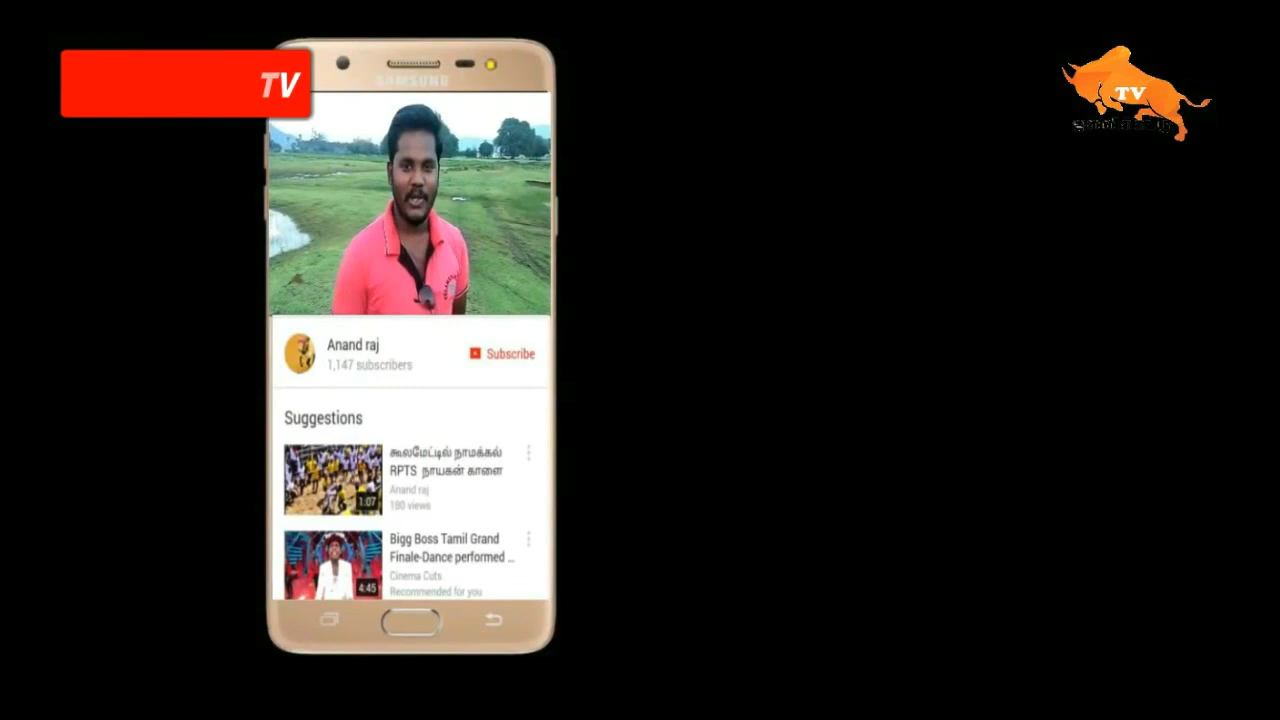 TV
SAMSUNG
TV
Anand raj
1,147 subscribers
Subscribe
Suggestions
கூலமேட்டில் நாமக்கல்
RPTS நாயகன் காளை
Anand raj
180 views
1:07
Bigg Boss Tamil Grand
Finale-Dance performed ...
Cinema Cuts
Recommended for you
4:45